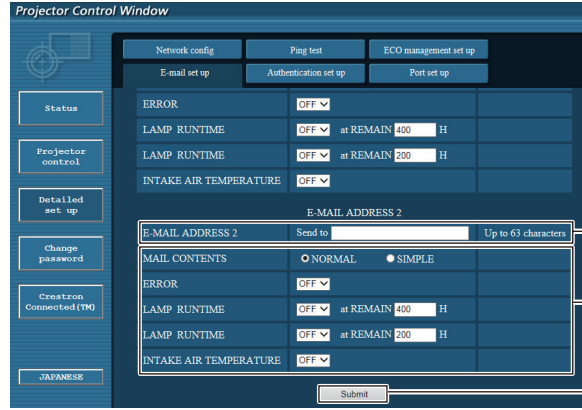 Projector Control Window
Network config Ping test ECO management set up
E-mail set up Authentication set up Port set up
Status
Projector control
Detailed set up
Change password
Crestron Connected(TM)
JAPANESE
ERROR OFF
LAMP RUNTIME OFF at REMAIN 400 H
LAMP RUNTIME OFF at REMAIN 200 H
INTAKE AIR TEMPERATURE OFF
E-MAIL ADDRESS 2
E-MAIL ADDRESS 2 Send to Up to 63 characters
MAIL CONTENTS NORMAL SIMPLE
ERROR OFF
LAMP RUNTIME OFF at REMAIN 400 H
LAMP RUNTIME OFF at REMAIN 200 H
INTAKE AIR TEMPERATURE OFF
Submit